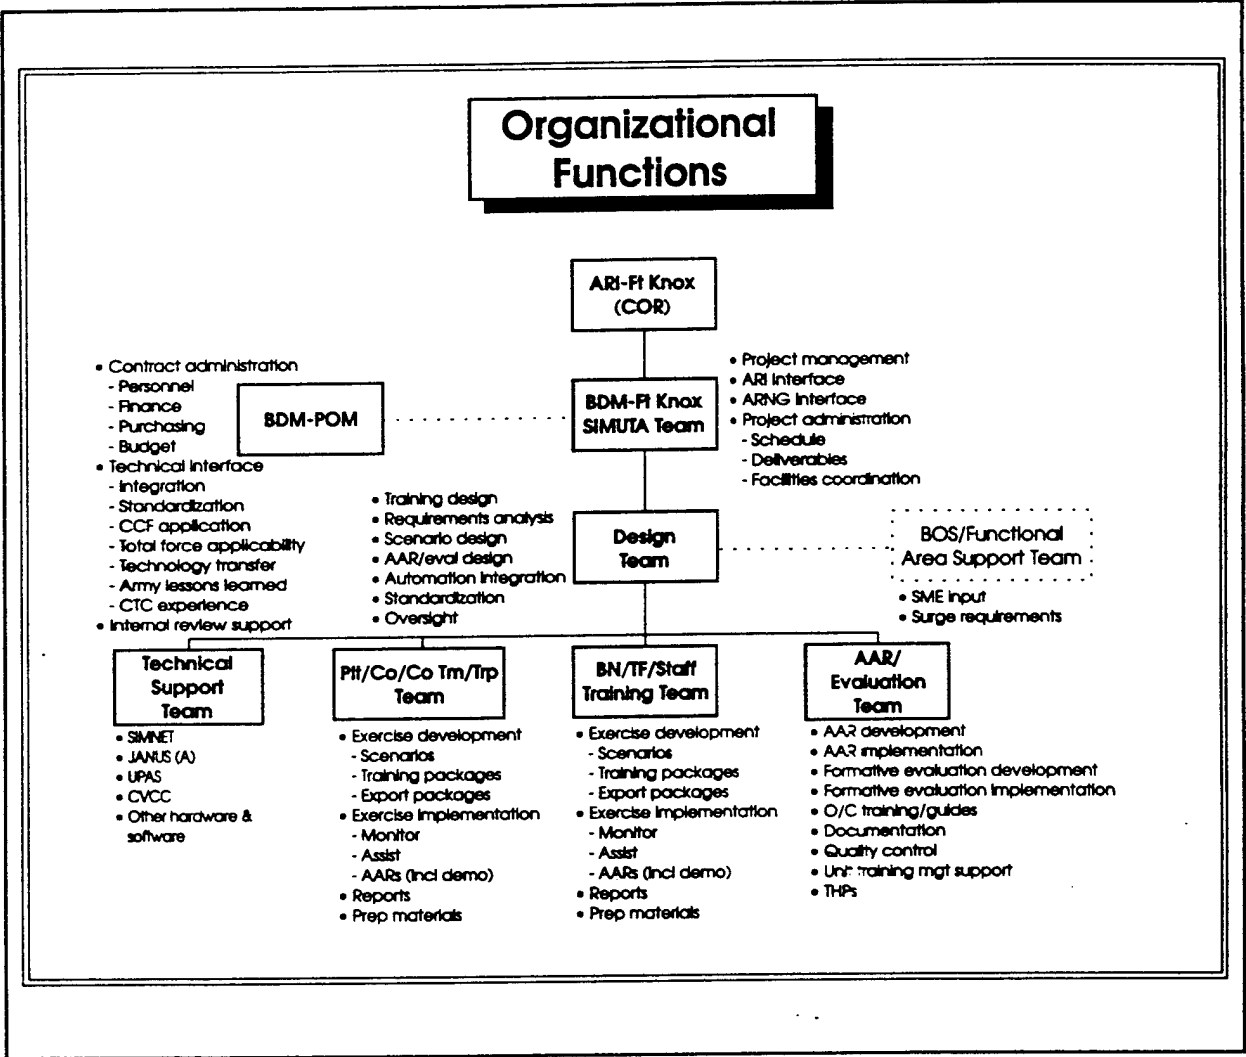 Organizational
Functions
ARI-Ft Knox
(COR)
• Contract administration
- Personnel
- Finance
- Purchasing
- Budget
• Technical interface
- Integration
- Standardization
- CCF application
- Total force applicability
- Technology transfer
- Army lessons learned
- CTC experience
• Internal review support
BDM-POM
BDM-Ft Knox
SIMUTA Team
• Project management
• ARI interface
• ARNG interface
• Project administration
- Schedule
- Deliverables
- Facilities coordination
• Training design
• Requirements analysis
• Scenario design
• AAR/eval design
• Automation integration
• Standardization
• Oversight
Design
Team
BOS/Functional
Area Support Team
• SME input
• Surge requirements
Technical
Support
Team
• SIMNET
• JANUS (A)
• UPAS
• CVCC
• Other hardware &
software
Plt/Co/Co Tm/Trp
Team
• Exercise development
- Scenarios
- Training packages
- Export packages
• Exercise implementation
- Monitor
- Assist
- AARs (incl demo)
• Reports
• Prep materials
BN/TF/Staff
Training Team
• Exercise development
- Scenarios
- Training packages
- Export packages
• Exercise implementation
- Monitor
- Assist
- AARs (incl demo)
• Reports
• Prep materials
AAR/
Evaluation
Team
• AAR development
• AAR implementation
• Formative evaluation development
• Formative evaluation implementation
• O/C training/guides
• Documentation
• Quality control
• Unit training mgt support
• THPs